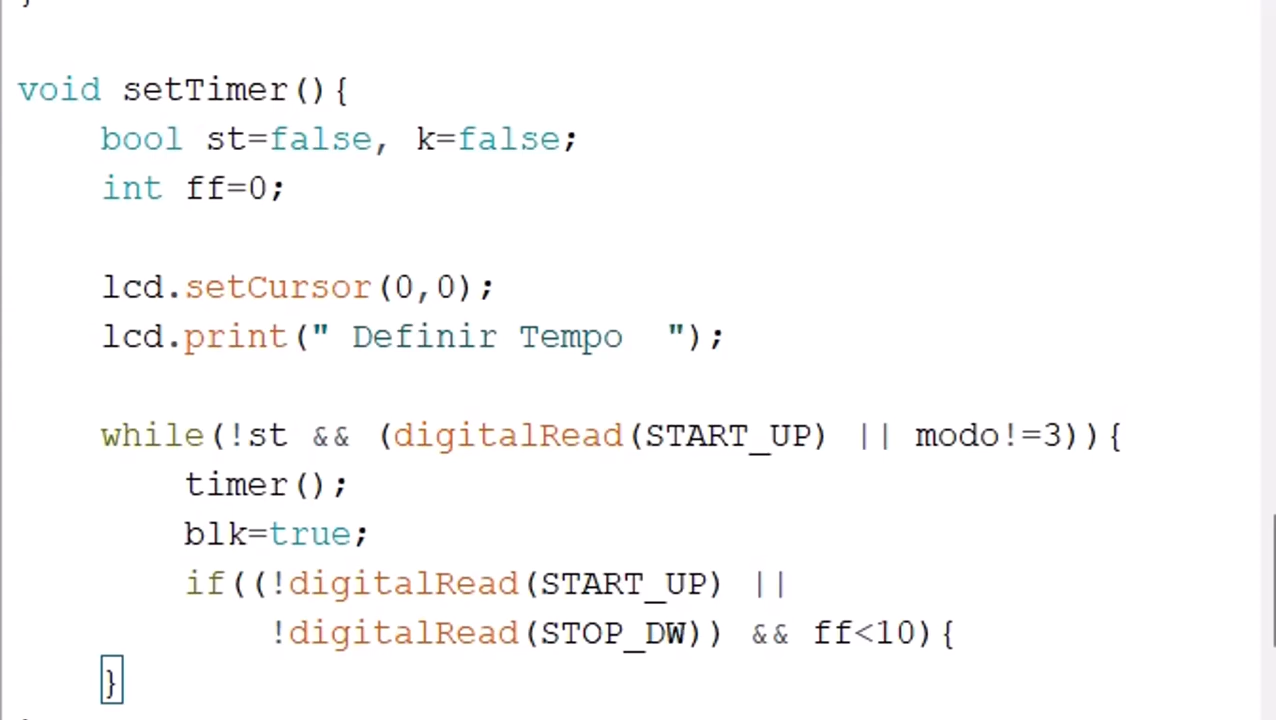 void setTimer(){
bool st=false, k=false;
int ff=0;
lcd.setCursor(0,0);
lcd.print(" Definir Tempo  ");
while(!st && (digitalRead(START_UP) || modo!=3)){
timer();
blk=true;
if((!digitalRead(START_UP) ||
!digitalRead(STOP_DW)) && ff<10){
}